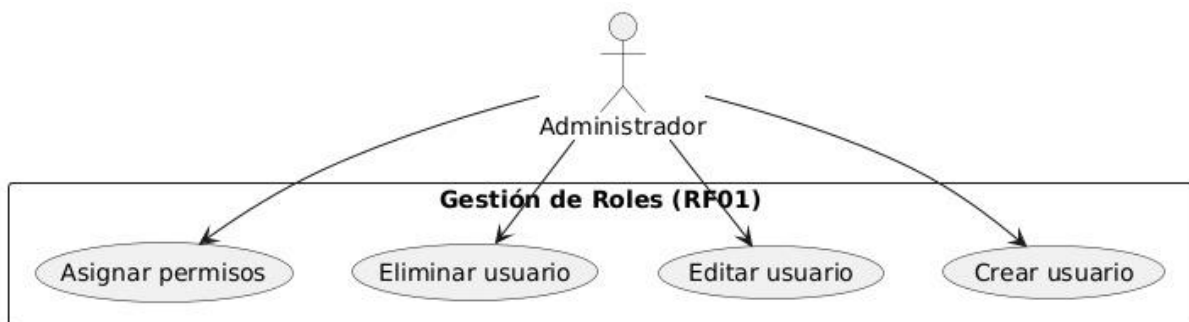 Administrador
Gestión de Roles (RF01)
Asignar permisos
Eliminar usuario
Editar usuario
Crear usuario